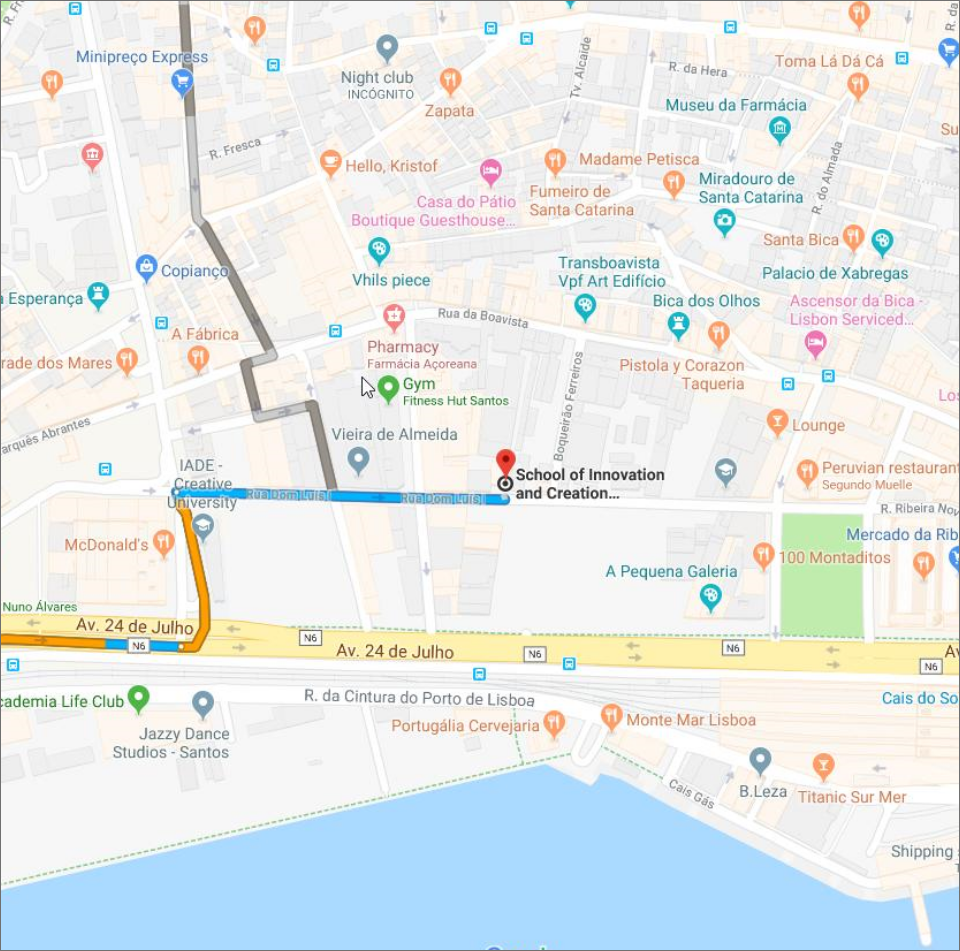 R. Fr
R. da
Minipreço Express
Night club
INCÓGNITO
Zapata
Tv. Alcaide
R. da Hera
Toma Lá Dá Cá
Museu da Farmácia
Su
R. Fresca
Hello, Kristof
Madame Petisca
Casa do Pátio
Boutique Guesthouse...
Fumeiro de
Santa Catarina
Miradouro de
Santa Catarina
R. do Almada
Santa Bica
Palacio de Xabregas
Copianço
Vhils piece
Transboavista
Vpf Art Edifício
a Esperança
Bica dos Olhos
Ascensor da Bica -
Lisbon Serviced...
A Fábrica
Rua da Boavista
Pharmacy
Farmácia Açoreana
rade dos Mares
Pistola y Corazon
Taqueria
Gym
Fitness Hut Santos
Boqueirão Ferreiros
Los
arquês Abrantes
Vieira de Almeida
Lounge
IADE -
Creative
University
School of Innovation
and Creation...
Peruvian restaurant
Segundo Muelle
Rua Dom Luís I
Rua Dom Luís I
R. Ribeira Nov
McDonald's
Mercado da Rib
100 Montaditos
A Pequena Galeria
Nuno Álvares
Av. 24 de Julho
N6
N6
Av. 24 de Julho
N6
N6
Av
N6
cademia Life Club
R. da Cintura do Porto de Lisboa
Cais do So
Jazzy Dance
Studios - Santos
Portugália Cervejaria
Monte Mar Lisboa
Cais Gás
B.Leza
Titanic Sur Mer
Shipping